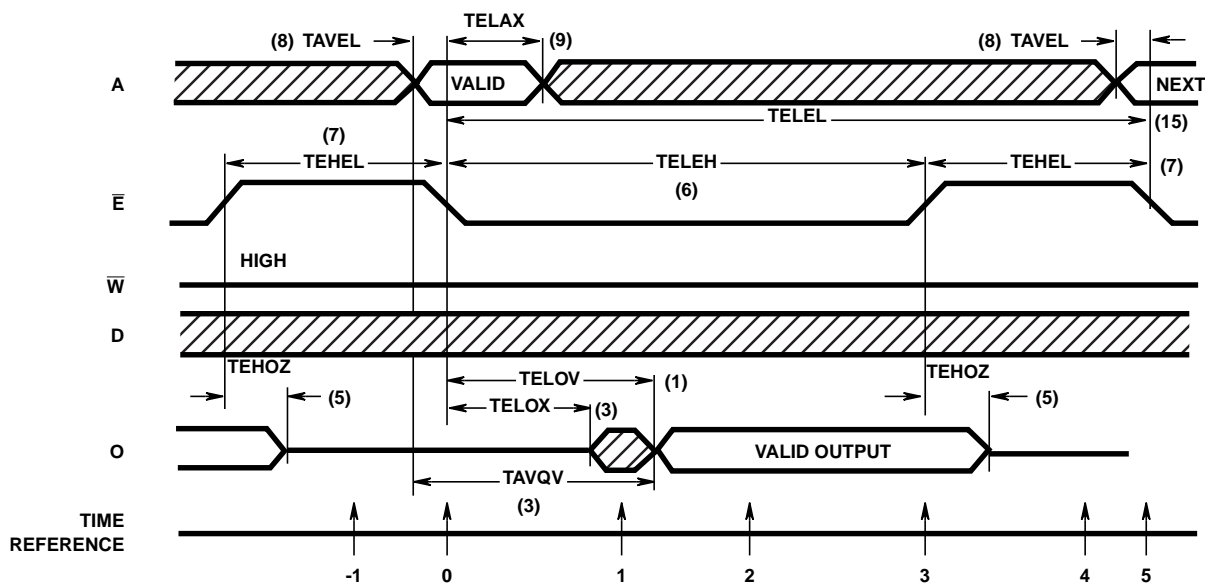 TELAX
(8) TAVEL (9) (8) TAVEL
A VALID NEXT
TELEL (15)
(7)
TEHEL TELEH TEHEL (7)
(6)
E
HIGH
W
D
TEHOZ TEHOZ
TELOV (1)
(5) TELOX (3) (5)
O VALID OUTPUT
TAVQV
(3)
TIME
REFERENCE
-1 0 1 2 3 4 5